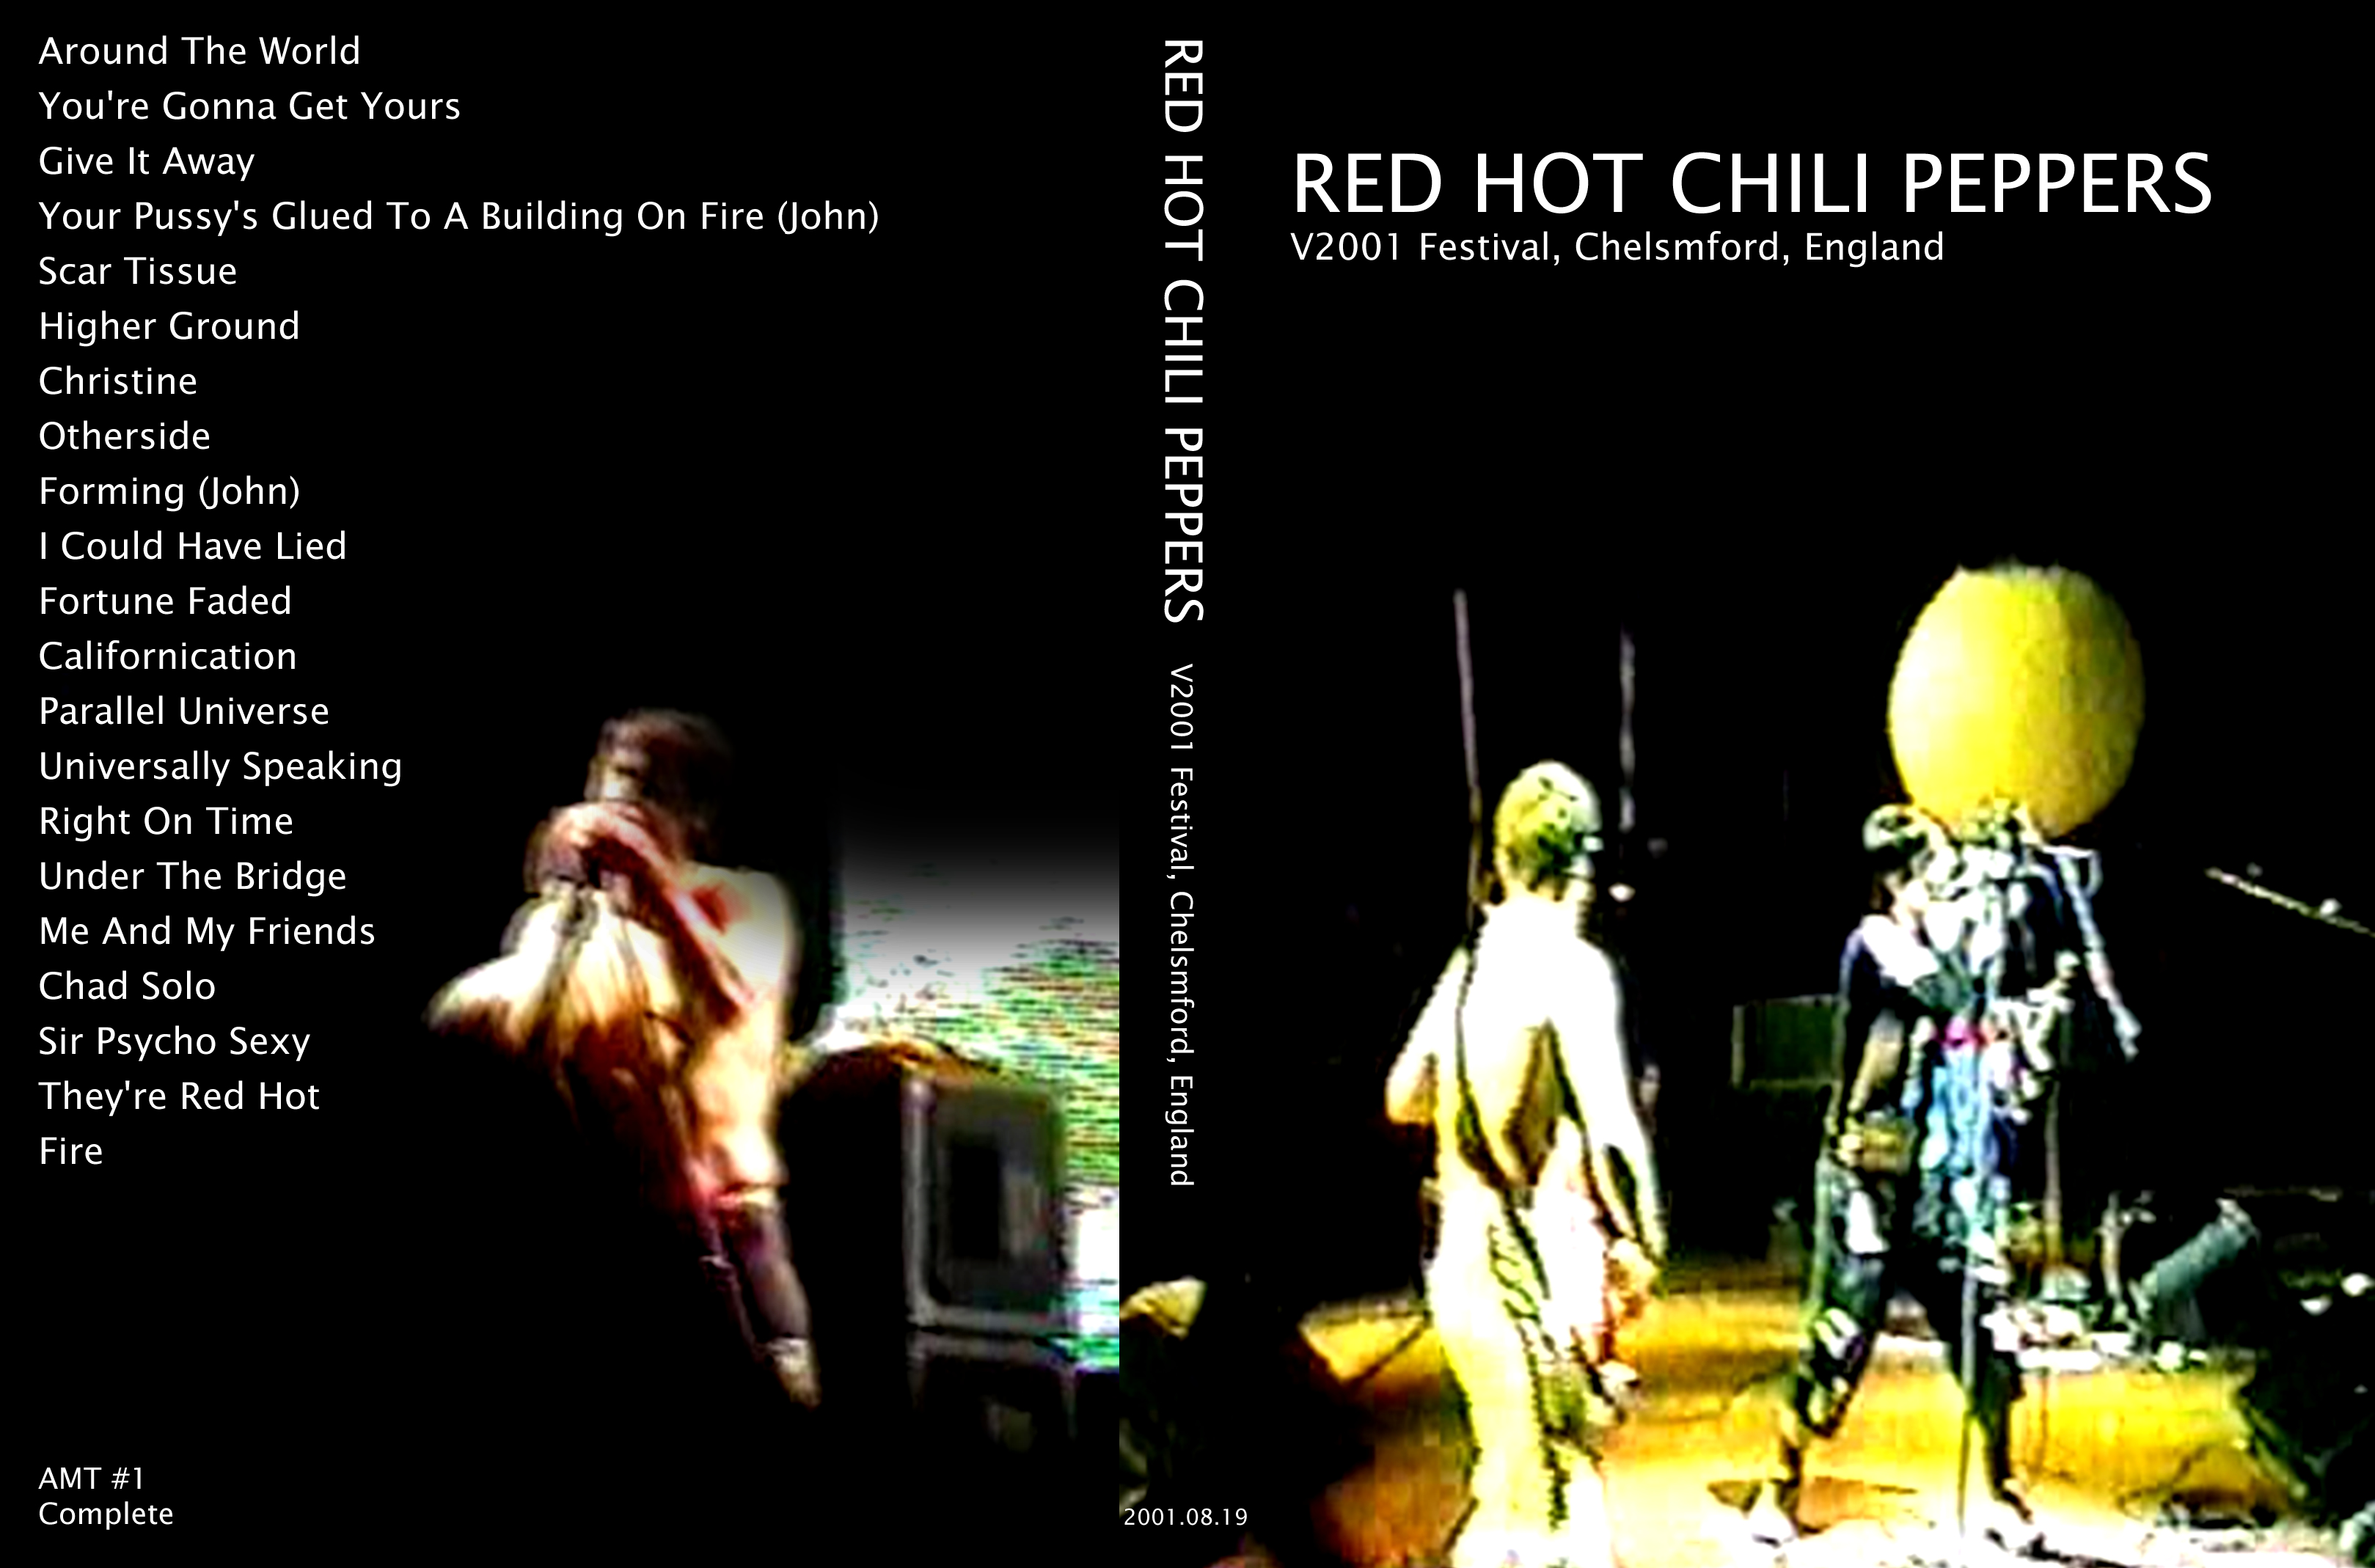 Around The World
You're Gonna Get Yours
Give It Away
Your Pussy's Glued To A Building On Fire (John)
Scar Tissue
Higher Ground
Christine
Otherside
Forming (John)
I Could Have Lied
Fortune Faded
Californication
Parallel Universe
Universally Speaking
Right On Time
Under The Bridge
Me And My Friends
Chad Solo
Sir Psycho Sexy
They're Red Hot
Fire
AMT #1
Complete
RED HOT CHILI PEPPERS V2001 Festival, Chelsmford, England
2001.08.19
RED HOT CHILI PEPPERS
V2001 Festival, Chelsmford, England